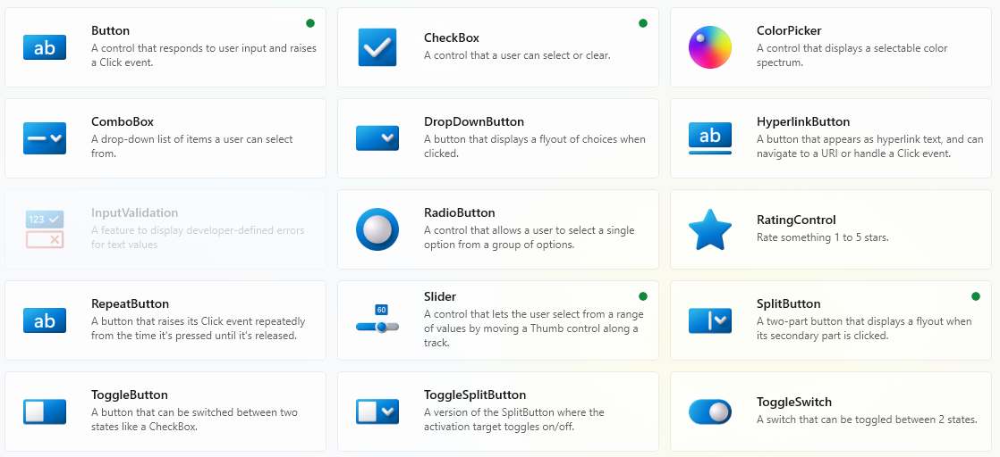 ab
Button
A control that responds to user input and raises
a Click event.
CheckBox
A control that a user can select or clear.
ColorPicker
A control that displays a selectable color
spectrum.
ComboBox
A drop-down list of items a user can select
from.
DropDownButton
A button that displays a flyout of choices when
clicked.
ab
HyperlinkButton
A button that appears as hyperlink text, and can
navigate to a URI or handle a Click event.
123
InputValidation
A feature to display developer-defined errors
for text values
RadioButton
A control that allows a user to select a single
option from a group of options.
RatingControl
Rate something 1 to 5 stars.
ab
RepeatButton
A button that raises its Click event repeatedly
from the time it's pressed until it's released.
60
Slider
A control that lets the user select from a range
of values by moving a Thumb control along a
track.
SplitButton
A two-part button that displays a flyout when
its secondary part is clicked.
ToggleButton
A button that can be switched between two
states like a CheckBox.
ToggleSplitButton
A version of the SplitButton where the
activation target toggles on/off.
ToggleSwitch
A switch that can be toggled between 2 states.